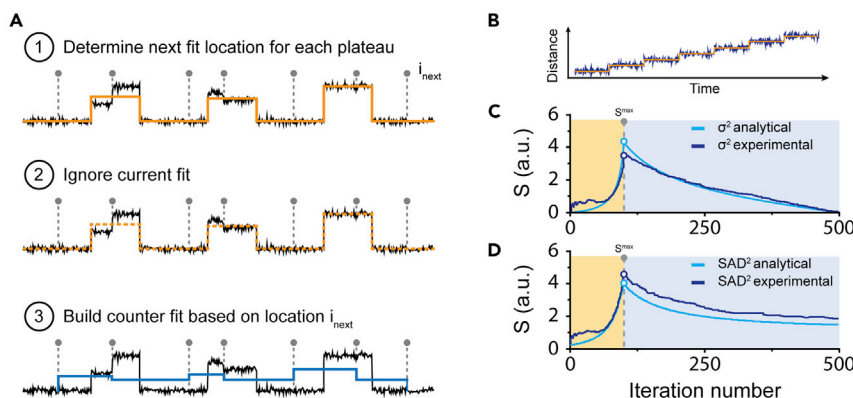 A
1 Determine next fit location for each plateau
i_next
2 Ignore current fit
3 Build counter fit based on location i_next
B
Distance
Time
C
S^max
σ² analytical
σ² experimental
S (a.u.)
6
4
2
0
0
250
500
D
S^max
SAD² analytical
SAD² experimental
S (a.u.)
6
4
2
0
0
250
500
Iteration number